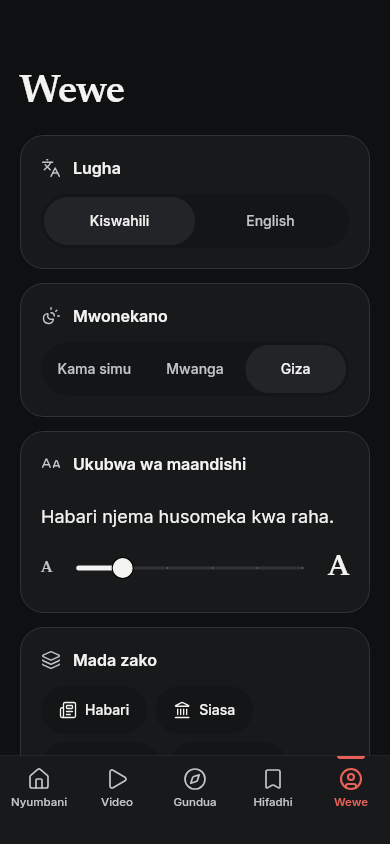 Wewe
Lugha
Kiswahili English
Mwonekano
Kama simu Mwanga Giza
Ukubwa wa maandishi
Habari njema husomeka kwa raha.
A A
Mada zako
Habari Siasa
Nyumbani Video Gundua Hifadhi Wewe